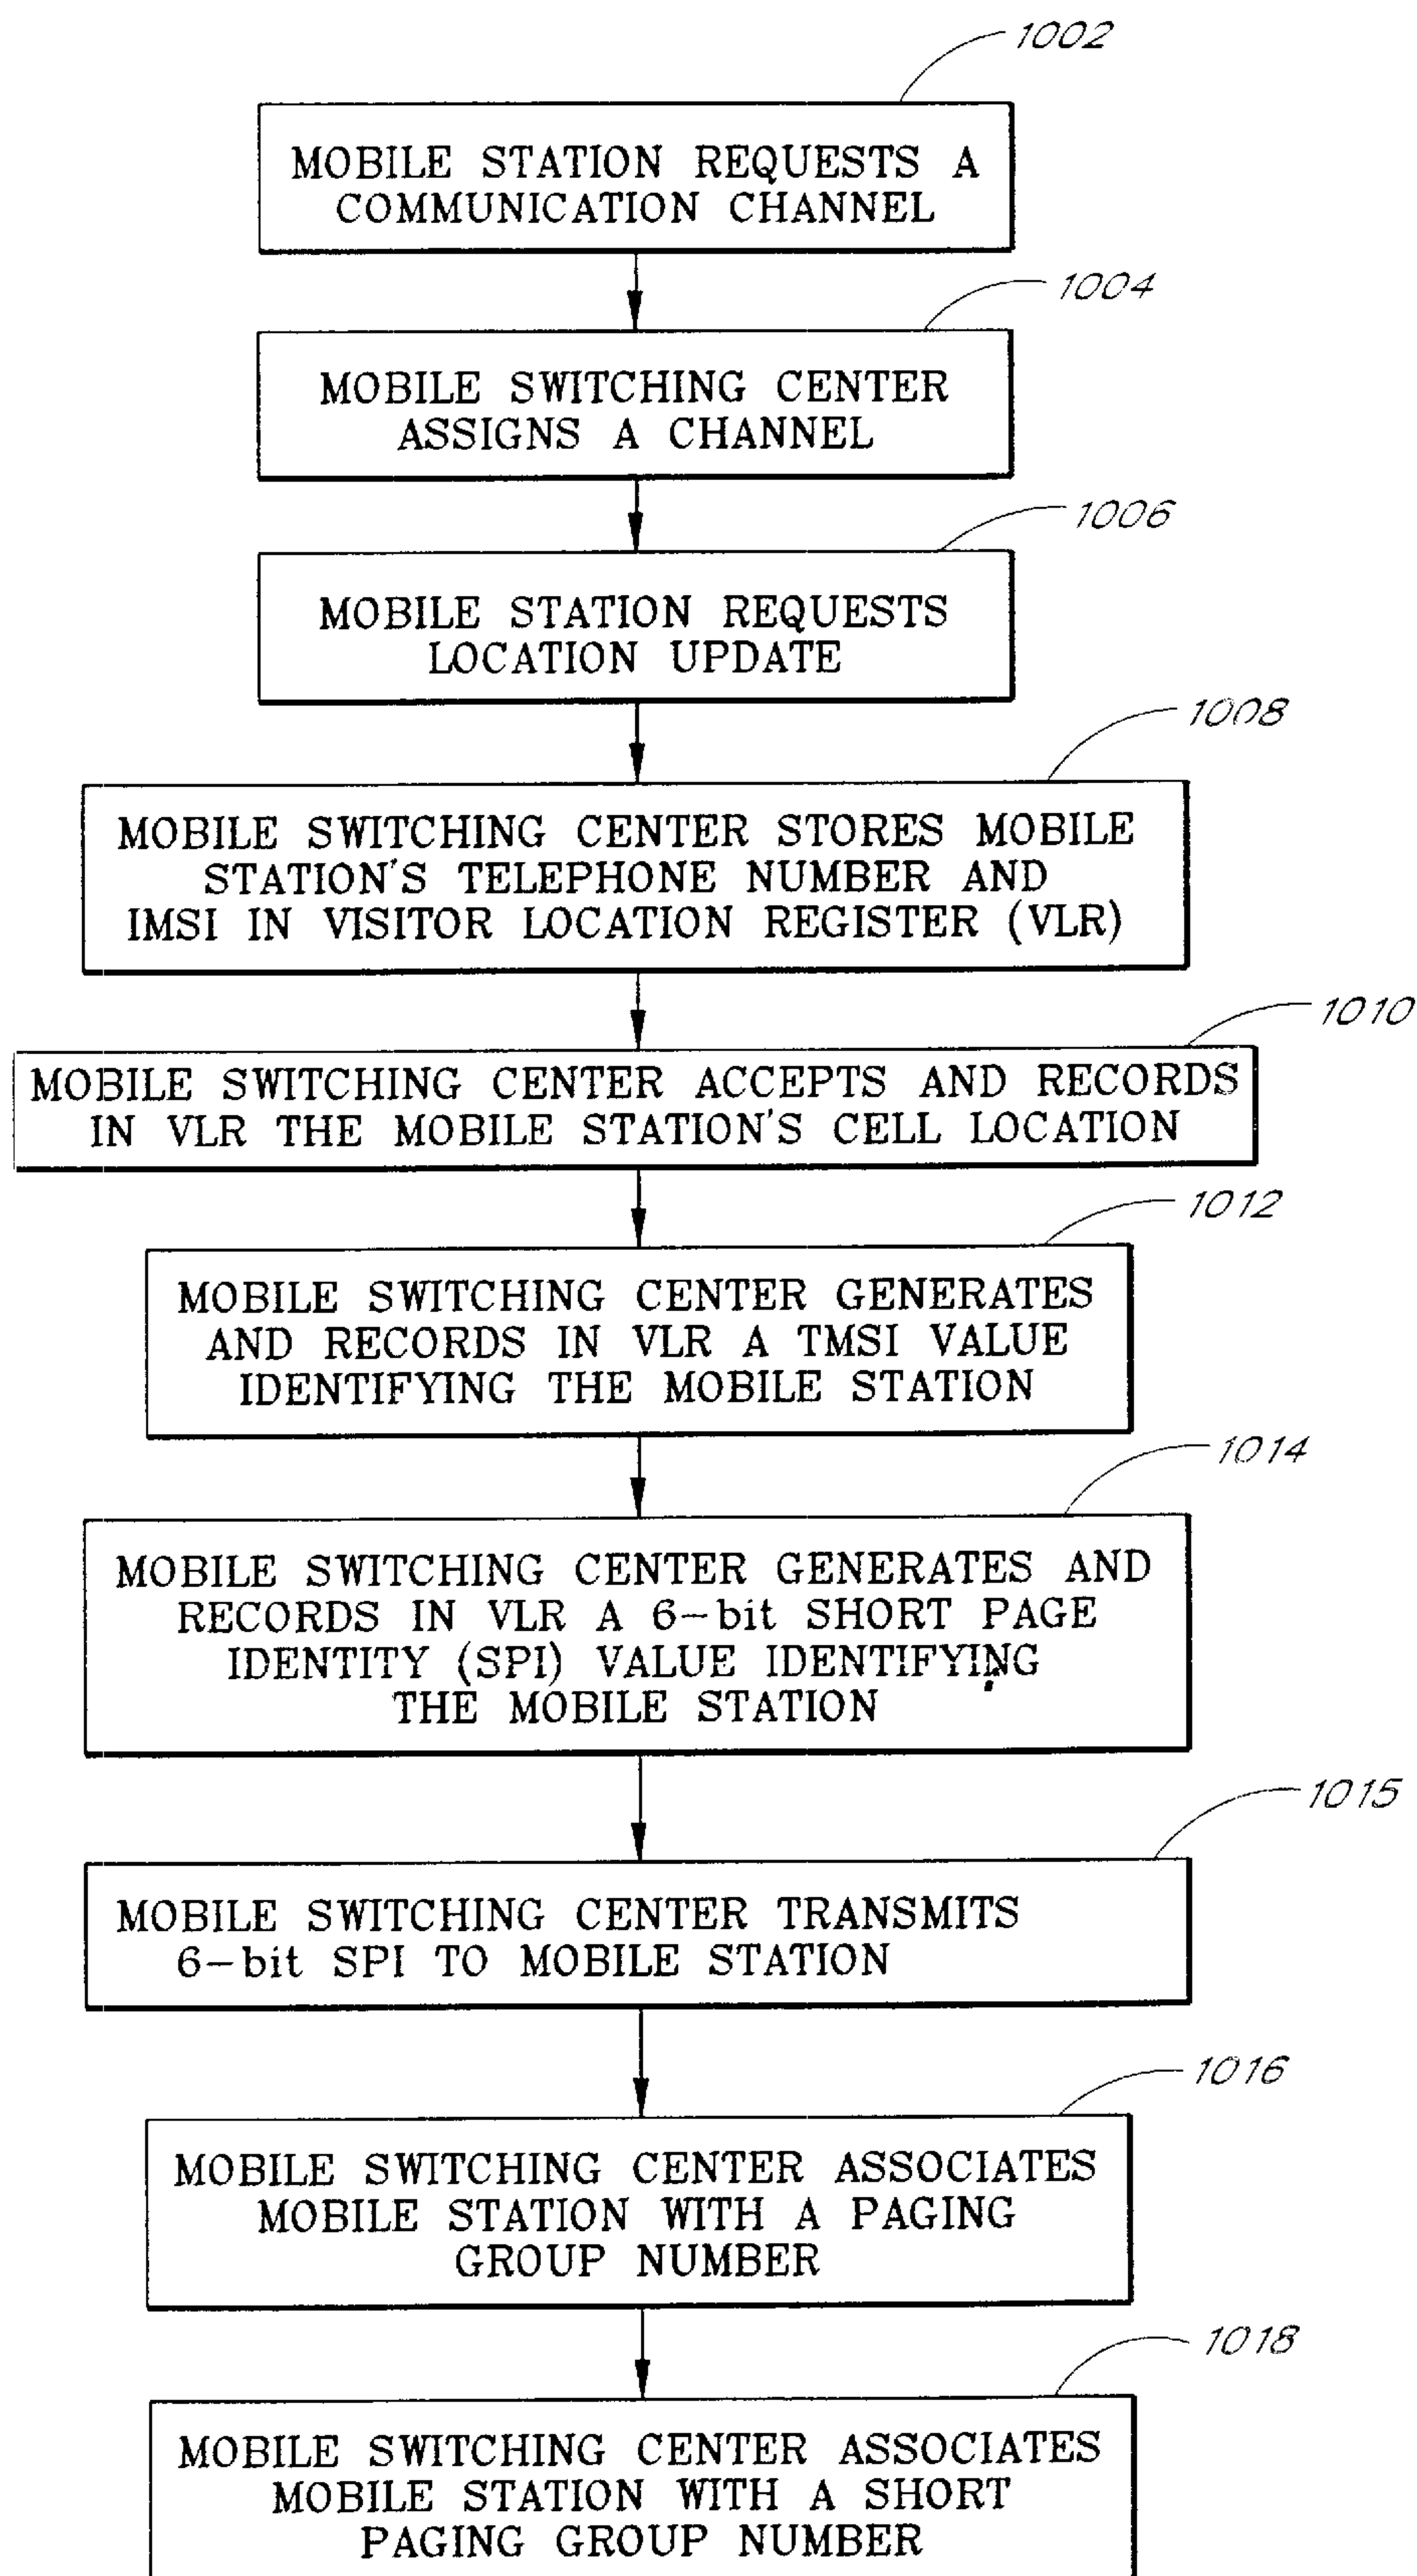 1002
MOBILE STATION REQUESTS A
COMMUNICATION CHANNEL
1004
MOBILE SWITCHING CENTER
ASSIGNS A CHANNEL
1006
MOBILE STATION REQUESTS
LOCATION UPDATE
1008
MOBILE SWITCHING CENTER STORES MOBILE
STATION'S TELEPHONE NUMBER AND
IMSI IN VISITOR LOCATION REGISTER (VLR)
1010
MOBILE SWITCHING CENTER ACCEPTS AND RECORDS
IN VLR THE MOBILE STATION'S CELL LOCATION
1012
MOBILE SWITCHING CENTER GENERATES
AND RECORDS IN VLR A TMSI VALUE
IDENTIFYING THE MOBILE STATION
1014
MOBILE SWITCHING CENTER GENERATES AND
RECORDS IN VLR A 6-bit SHORT PAGE
IDENTITY (SPI) VALUE IDENTIFYING
THE MOBILE STATION
1015
MOBILE SWITCHING CENTER TRANSMITS
6-bit SPI TO MOBILE STATION
1016
MOBILE SWITCHING CENTER ASSOCIATES
MOBILE STATION WITH A PAGING
GROUP NUMBER
1018
MOBILE SWITCHING CENTER ASSOCIATES
MOBILE STATION WITH A SHORT
PAGING GROUP NUMBER